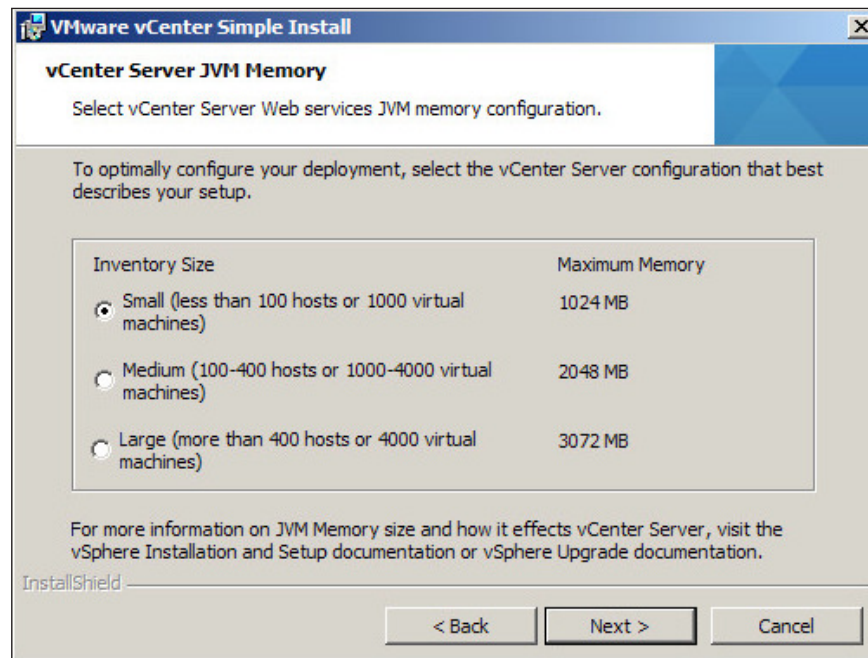 VMware vCenter Simple Install
vCenter Server JVM Memory
Select vCenter Server Web services JVM memory configuration.
To optimally configure your deployment, select the vCenter Server configuration that best
describes your setup.
Inventory Size Maximum Memory
Small (less than 100 hosts or 1000 virtual 1024 MB
machines)
Medium (100-400 hosts or 1000-4000 virtual 2048 MB
machines)
Large (more than 400 hosts or 4000 virtual 3072 MB
machines)
For more information on JVM Memory size and how it effects vCenter Server, visit the
vSphere Installation and Setup documentation or vSphere Upgrade documentation.
InstallShield
< Back Next > Cancel